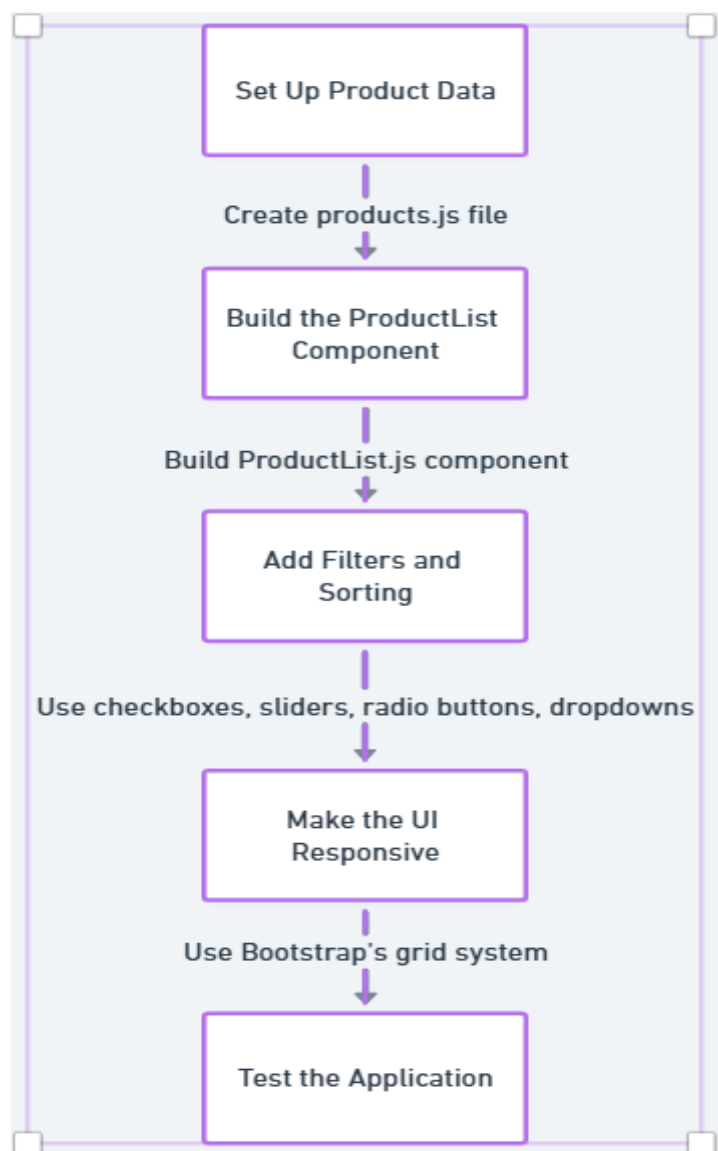 Set Up Product Data
Create products.js file
Build the ProductList
Component
Build ProductList.js component
Add Filters and
Sorting
Use checkboxes, sliders, radio buttons, dropdowns
Make the UI
Responsive
Use Bootstrap's grid system
Test the Application